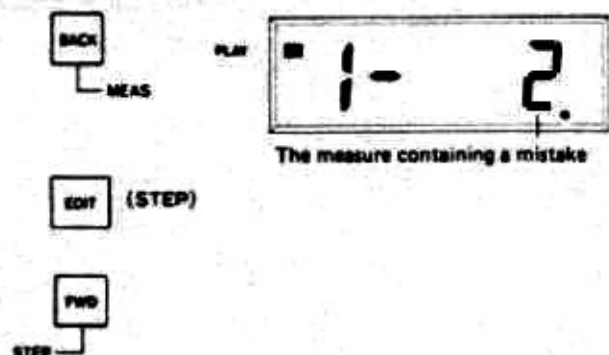 BACK
MEAS
PLAY
1- 2.
The measure containing a mistake
EDIT (STEP)
FWD
STEP